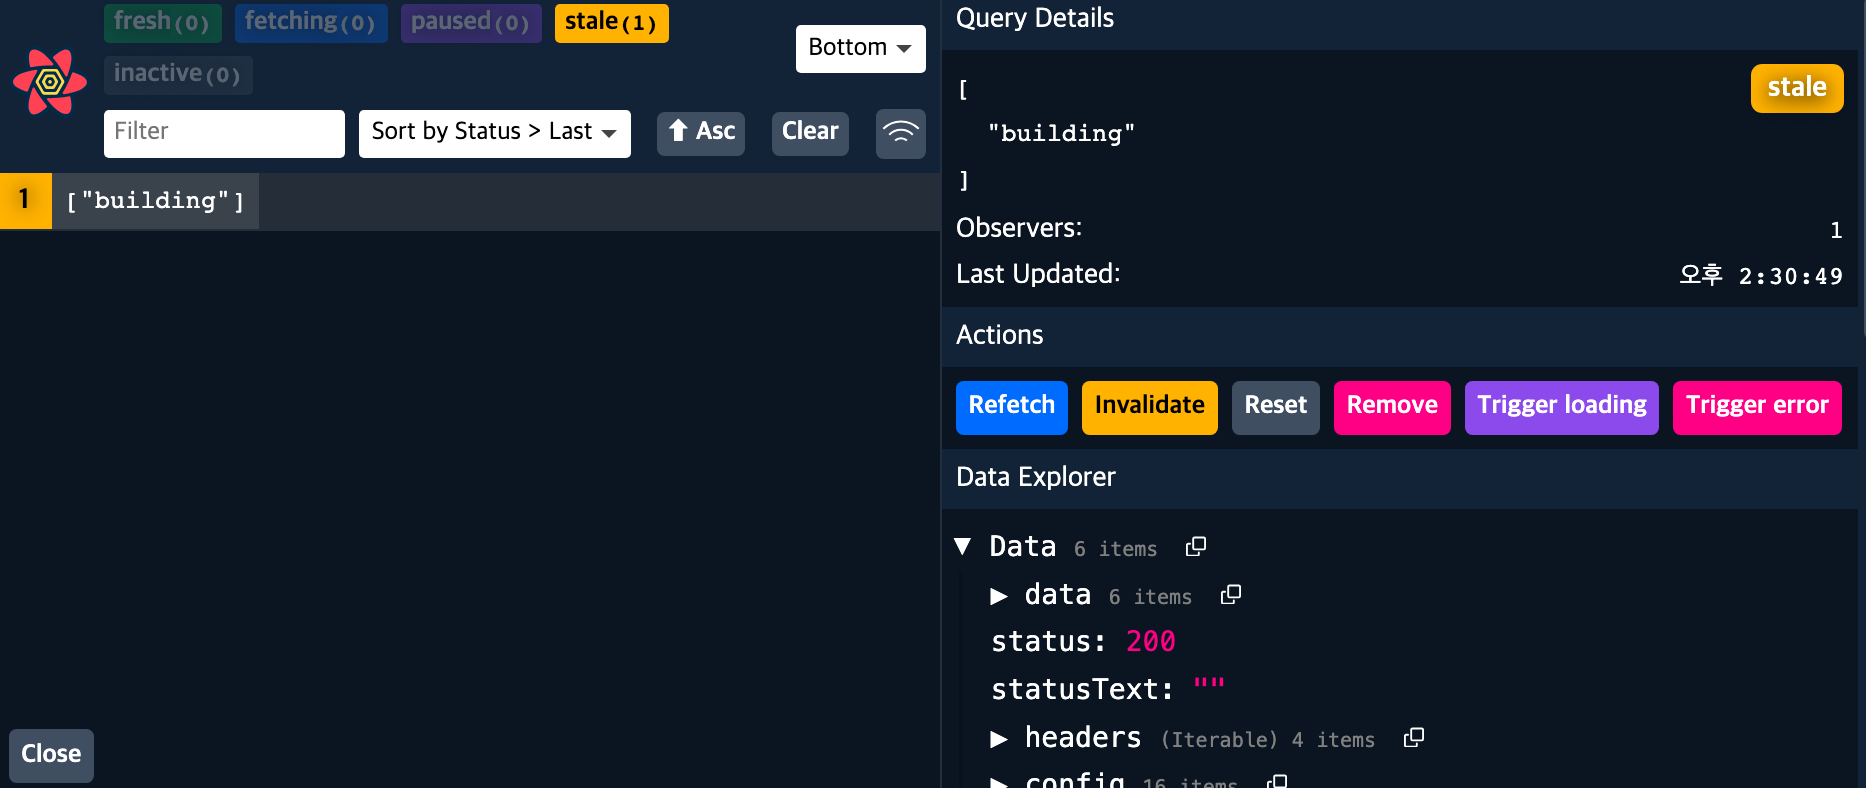 fresh(0) fetching(0) paused(0) stale(1)
inactive(0)
Bottom
Filter
Sort by Status > Last
Asc
Clear
1 ["building"]
Close
Query Details
[
"building"
]
stale
Observers: 1
Last Updated: 오후 2:30:49
Actions
Refetch Invalidate Reset Remove Trigger loading Trigger error
Data Explorer
▼ Data 6 items
▶ data 6 items
status: 200
statusText: ""
▶ headers (Iterable) 4 items
▶ config 16 items